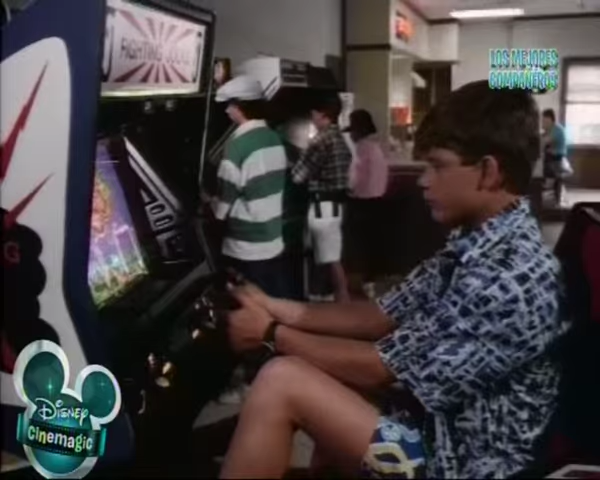 FIGHTING
LOS MEJORES
COMPAÑEROS
Disney
Cinemagic